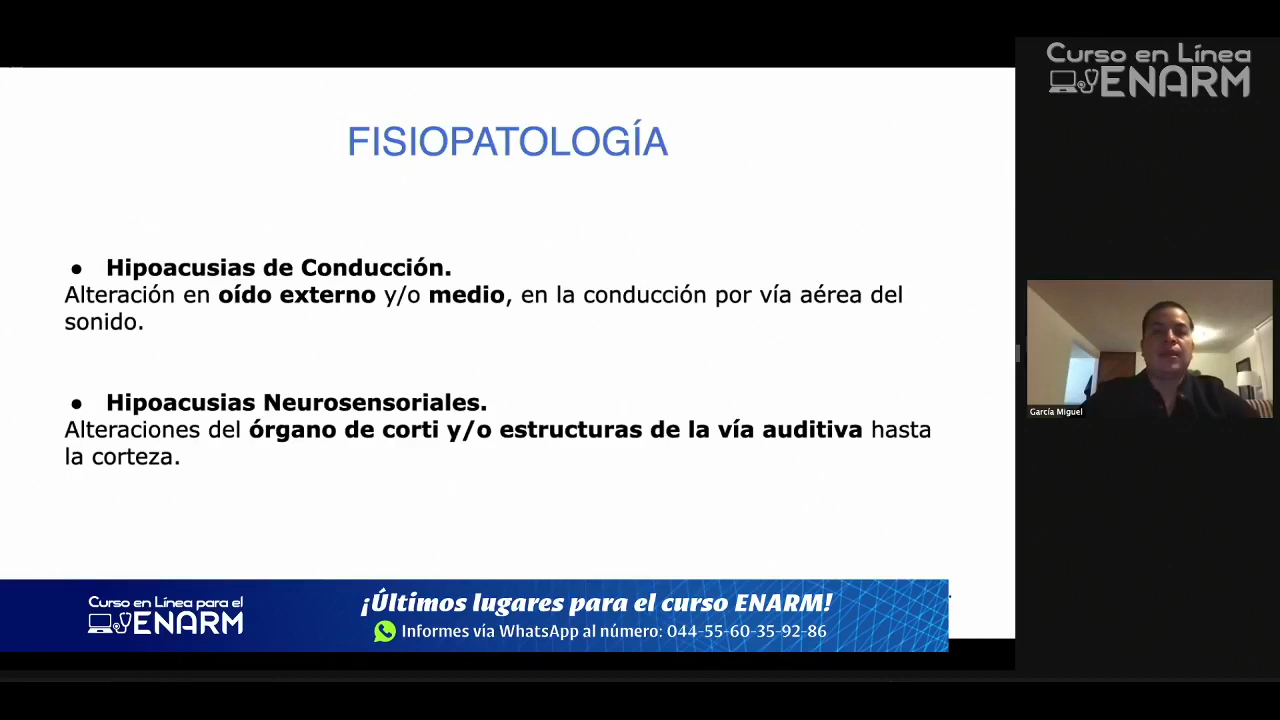 Curso en Línea
ENARM
FISIOPATOLOGÍA
● Hipoacusias de Conducción.
Alteración en oído externo y/o medio, en la conducción por vía aérea del
sonido.
● Hipoacusias Neurosensoriales.
Alteraciones del órgano de corti y/o estructuras de la vía auditiva hasta
la corteza.
García Miguel
Curso en Línea para el
ENARM
¡Últimos lugares para el curso ENARM!
Informes vía WhatsApp al número: 044-55-60-35-92-86